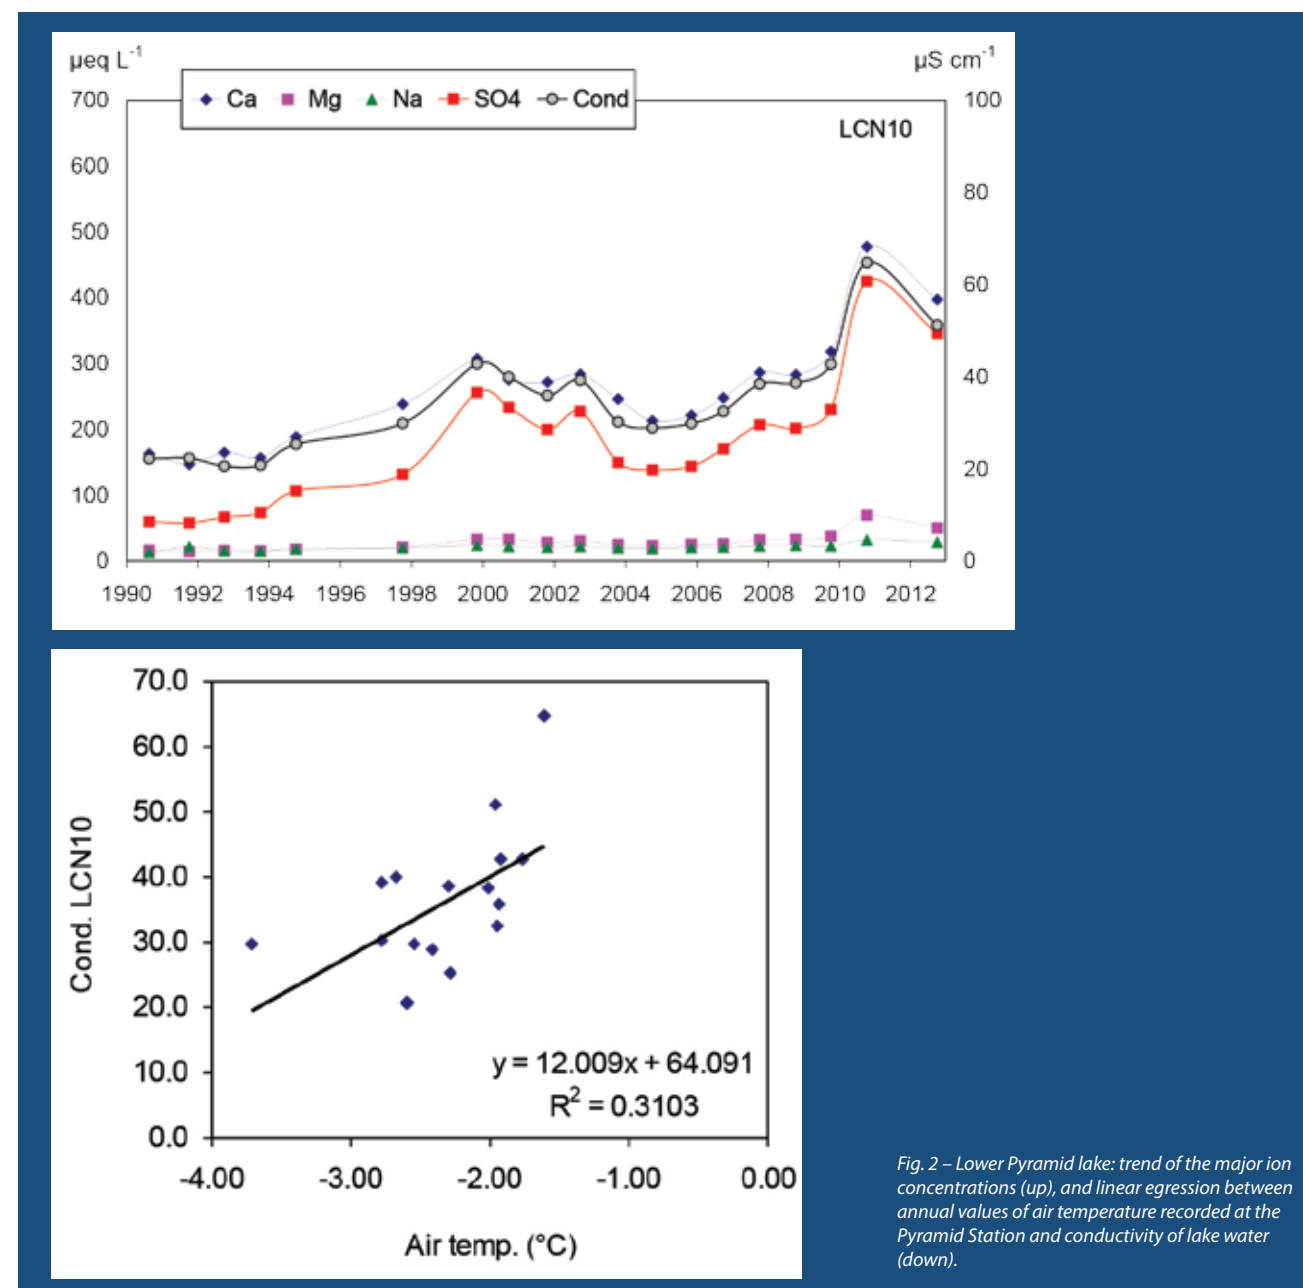 µeq L-1 µS cm-1
Ca Mg Na SO4 Cond
LCN10
700 100
600
80
500
400 60
300 40
200
20
100
0 0
1990 1992 1994 1996 1998 2000 2002 2004 2006 2008 2010 2012
70.0
60.0
50.0
40.0
30.0
20.0
10.0
0.0
Cond. LCN10
y = 12.009x + 64.091
R2 = 0.3103
-4.00 -3.00 -2.00 -1.00 0.00
Air temp. (°C)
Fig. 2 – Lower Pyramid lake: trend of the major ion
concentrations (up), and linear egression between
annual values of air temperature recorded at the
Pyramid Station and conductivity of lake water
(down).